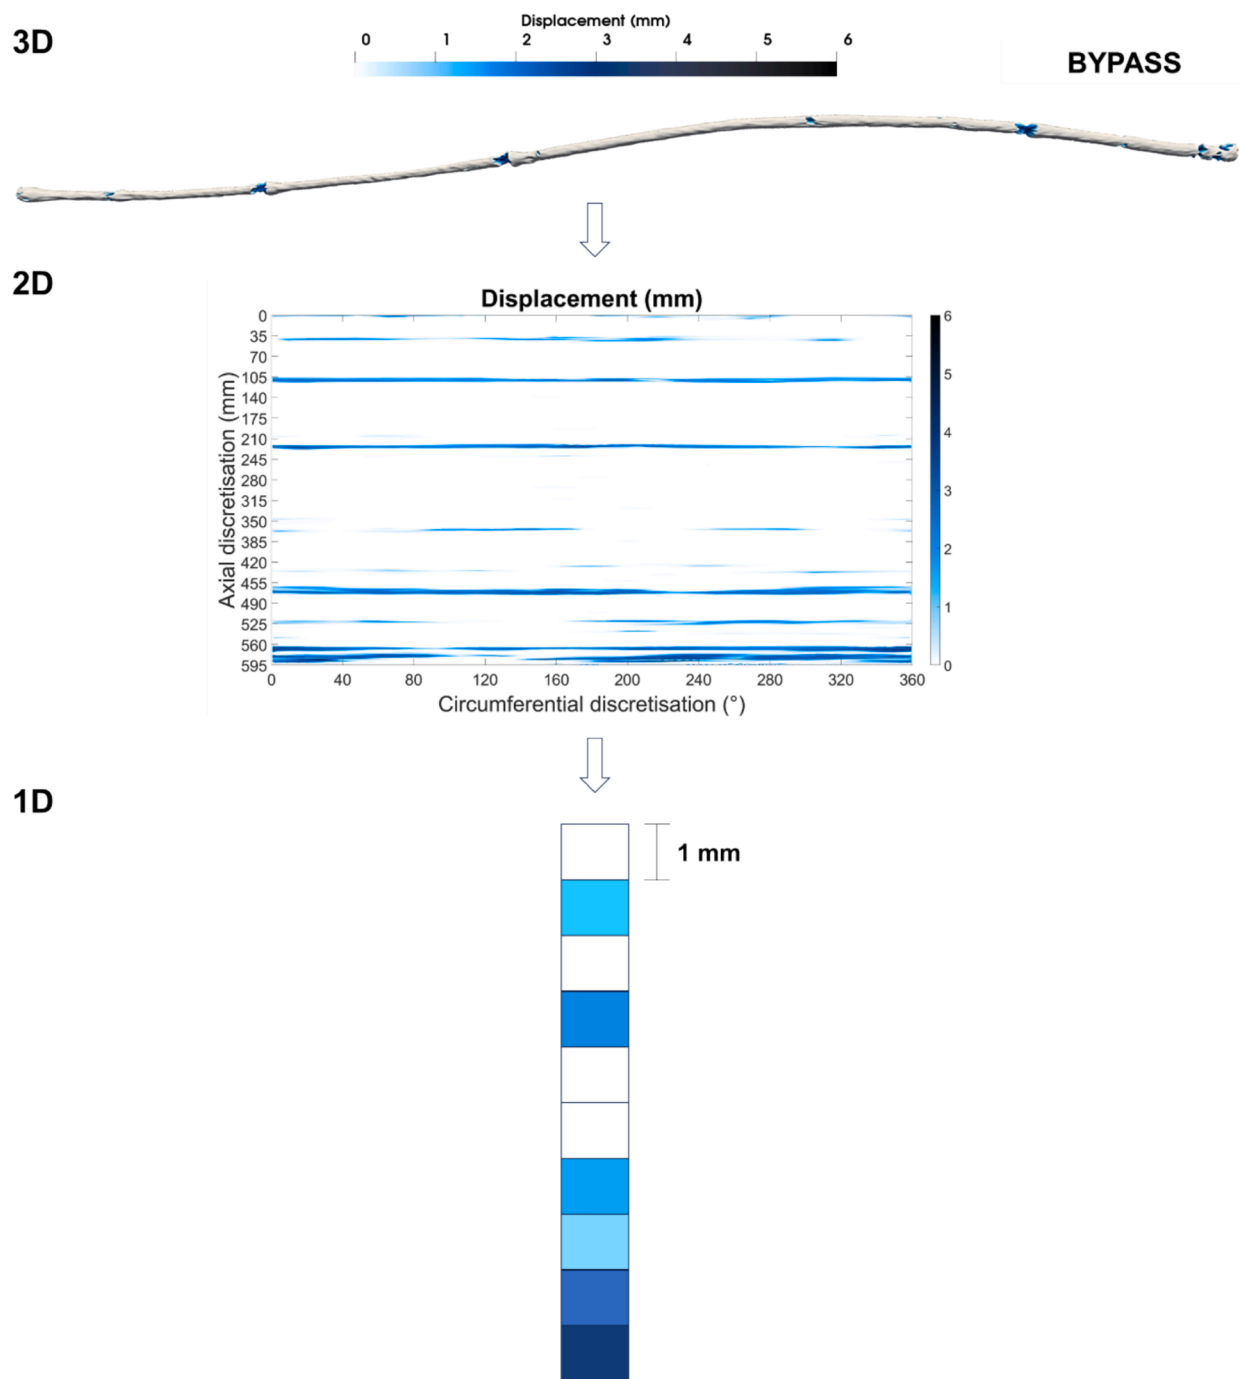 3D
Displacement (mm)
0 1 2 3 4 5 6
BYPASS
2D
Displacement (mm)
Axial discretisation (mm)
0
35
70
105
140
175
210
245
280
315
350
385
420
455
490
525
560
595
0 40 80 120 160 200 240 280 320 360
Circumferential discretisation (°)
6
5
4
3
2
1
0
1D
1 mm